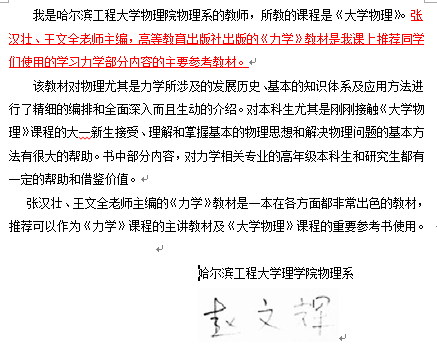 我是哈尔滨工程大学物理院物理系的教师，所教的课程是《大学物理》。张
汉壮、王文全老师主编，高等教育出版社出版的《力学》教材是我课上推荐同学
们使用的学习力学部分内容的主要参考教材。
该教材对物理尤其是力学所涉及的发展历史、基本的知识体系及应用方法进
行了精细的编排和全面深入而且生动的介绍。对本科生尤其是刚刚接触《大学物
理》课程的大一新生接受、理解和掌握基本的物理思想和解决物理问题的基本方
法有很大的帮助。书中部分内容，对力学相关专业的高年级本科生和研究生都有
一定的帮助和借鉴价值。
张汉壮、王文全老师主编的《力学》教材是一本在各方面都非常出色的教材，
推荐可以作为《力学》课程的主讲教材及《大学物理》课程的重要参考书使用。
哈尔滨工程大学理学院物理系
赵文辉